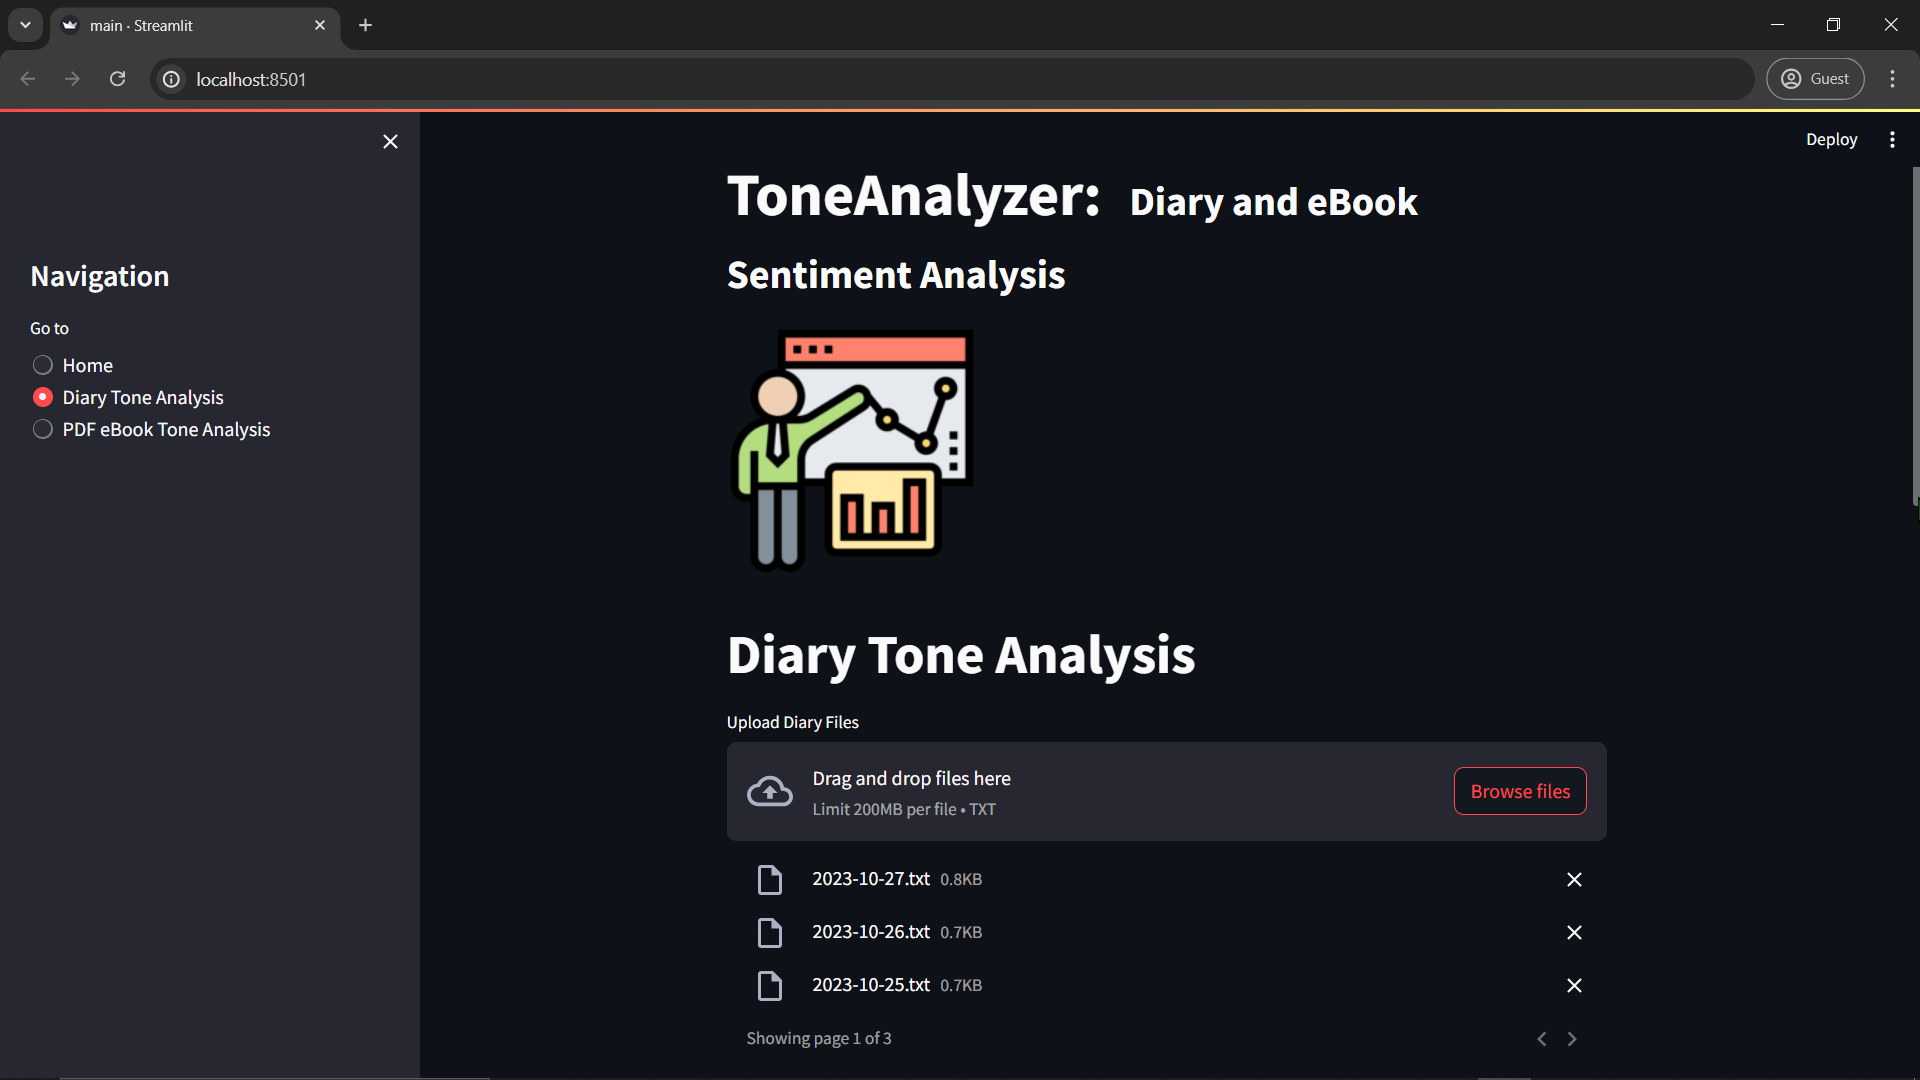 main · Streamlit
localhost:8501
Guest
Deploy
Navigation
Go to
Home
Diary Tone Analysis
PDF eBook Tone Analysis
ToneAnalyzer: Diary and eBook
Sentiment Analysis
Diary Tone Analysis
Upload Diary Files
Drag and drop files here
Limit 200MB per file • TXT
Browse files
2023-10-27.txt 0.8KB
2023-10-26.txt 0.7KB
2023-10-25.txt 0.7KB
Showing page 1 of 3